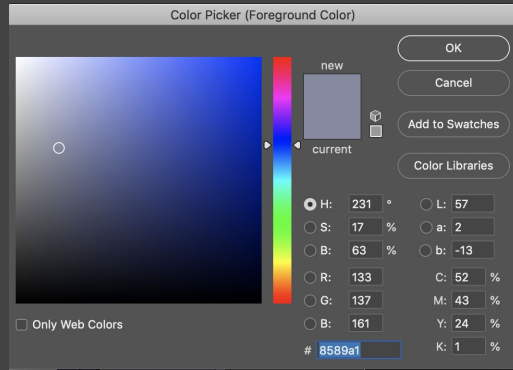 Color Picker (Foreground Color)
OK
new
Cancel
Add to Swatches
current
Color Libraries
H: 231 °
L: 57
S: 17 %
a: 2
B: 63 %
b: -13
R: 133
C: 52 %
G: 137
M: 43 %
B: 161
Y: 24 %
Only Web Colors
# 8589a1
K: 1 %